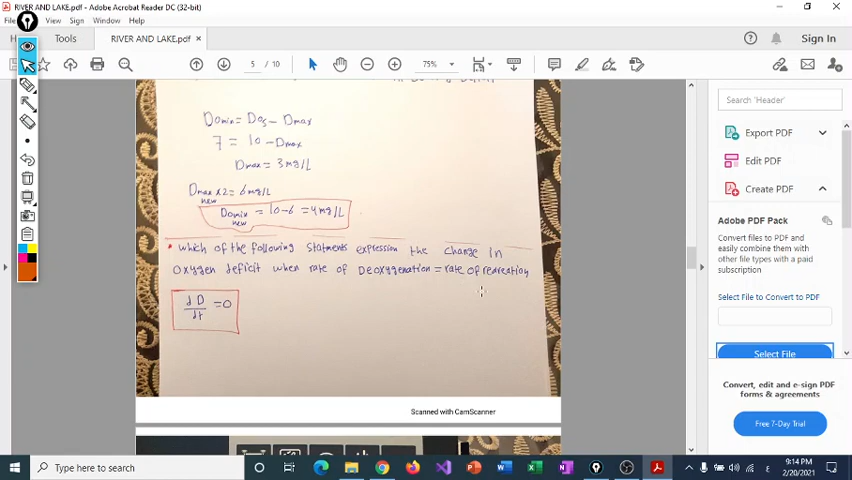 RIVER AND LAKE.pdf (32-bit) - Adobe Acrobat Reader DC (32-bit)
View Sign Window Help
Tools
RIVER AND LAKE.pdf ×
Sign In
5 / 10
75%
Domin = Dos - Dmax
7 = 10 - Dmax
Dmax = 3 mg/L
Dmax x2 = 6 mg/L
new
Domin = 10-6 = 4 mg/L
new
• which of the following statments expression the change In
Oxygen deficit when rate of Deoxygenation = rate of redreation
dD
dt
= 0
Scanned with CamScanner
Search 'Header'
Export PDF
Edit PDF
Create PDF
Adobe PDF Pack
Convert files to PDF and
easily combine them with
other file types with a paid
subscription
Select File to Convert to PDF
Select File
Convert, edit and e-sign PDF
forms & agreements
Free 7-Day Trial
Type here to search
9:14 PM
2/20/2021